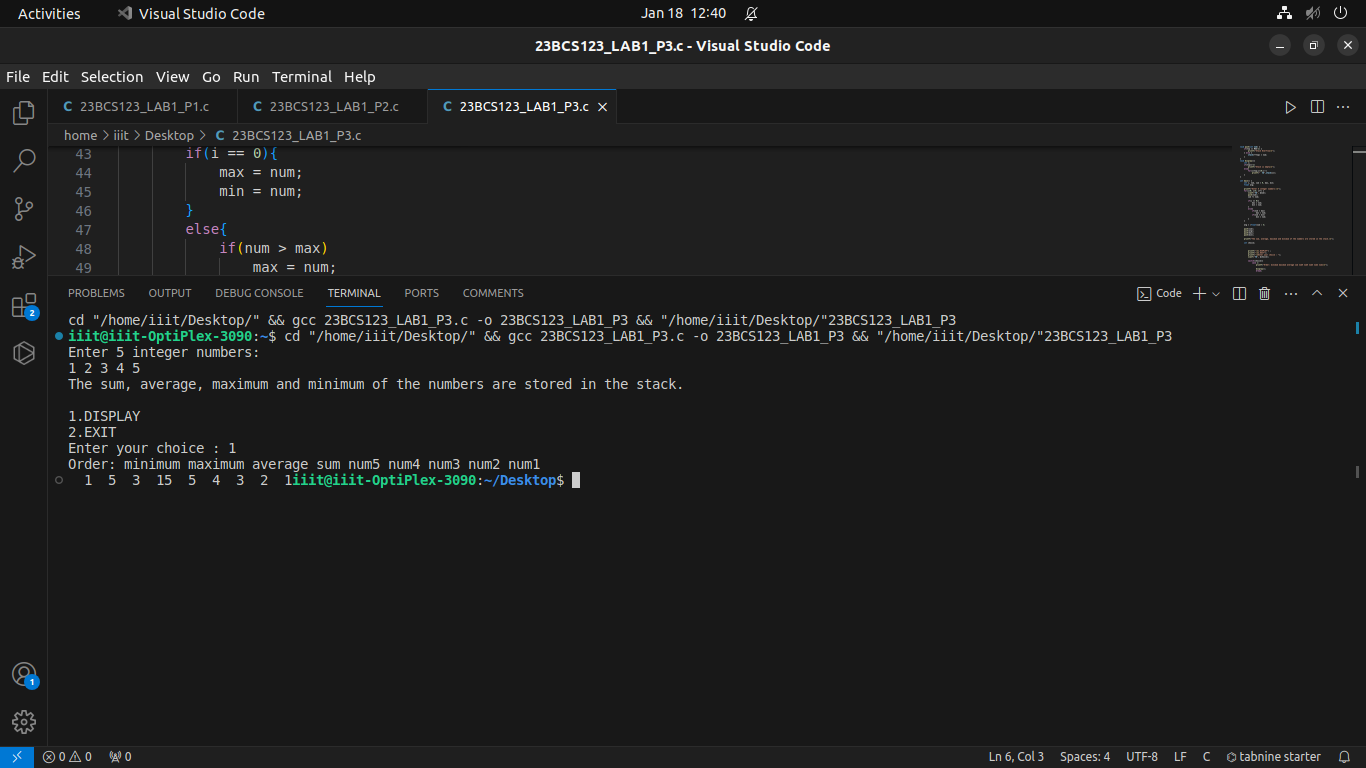 Activities Visual Studio Code Jan 18 12:40
23BCS123_LAB1_P3.c - Visual Studio Code
File Edit Selection View Go Run Terminal Help
C 23BCS123_LAB1_P1.c C 23BCS123_LAB1_P2.c C 23BCS123_LAB1_P3.c
home > iiit > Desktop > C 23BCS123_LAB1_P3.c
43 if(i == 0){
44 max = num;
45 min = num;
46 }
47 else{
48 if(num > max)
49 max = num;
2
PROBLEMS OUTPUT DEBUG CONSOLE TERMINAL PORTS COMMENTS Code
cd "/home/iiit/Desktop/" && gcc 23BCS123_LAB1_P3.c -o 23BCS123_LAB1_P3 && "/home/iiit/Desktop/"23BCS123_LAB1_P3
iiit@iiit-OptiPlex-3090:~$ cd "/home/iiit/Desktop/" && gcc 23BCS123_LAB1_P3.c -o 23BCS123_LAB1_P3 && "/home/iiit/Desktop/"23BCS123_LAB1_P3
Enter 5 integer numbers:
1 2 3 4 5
The sum, average, maximum and minimum of the numbers are stored in the stack.
1.DISPLAY
2.EXIT
Enter your choice : 1
Order: minimum maximum average sum num5 num4 num3 num2 num1
1 5 3 15 5 4 3 2 1iiit@iiit-OptiPlex-3090:~/Desktop$
1
0 0 0 Ln 6, Col 3 Spaces: 4 UTF-8 LF C tabnine starter